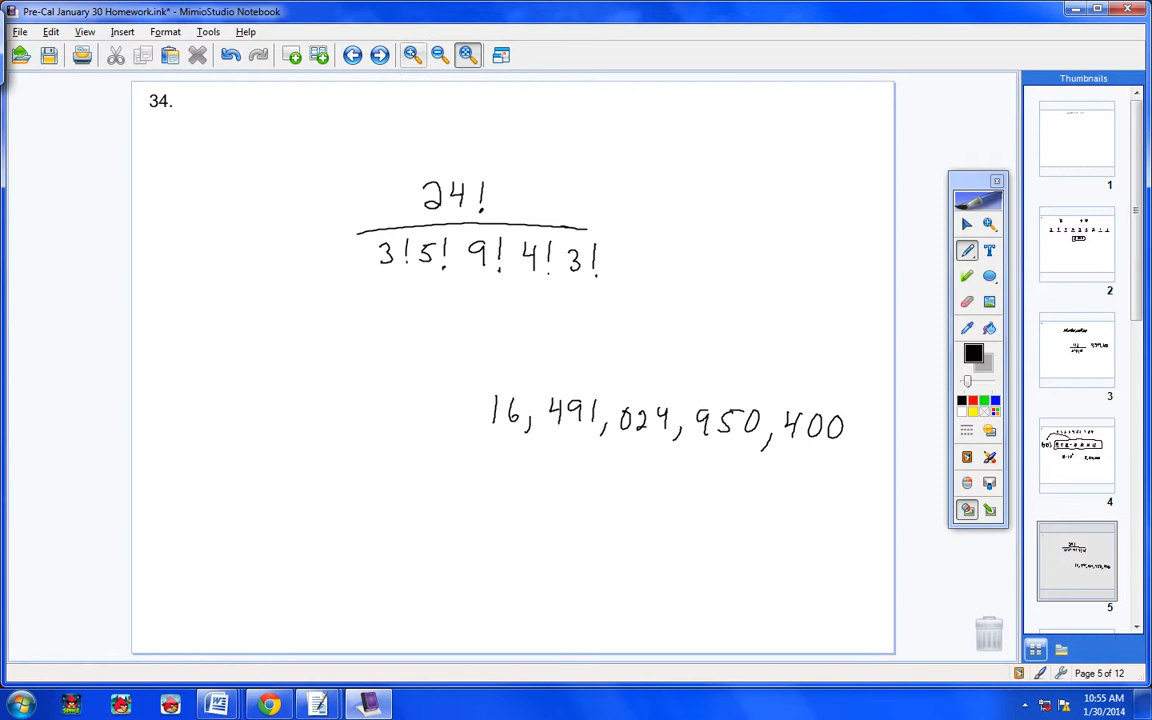 Pre-Cal January 30 Homework.ink* - MimioStudio Notebook
File Edit View Insert Format Tools Help
Thumbnails
34.
24!
3!5! 9! 4! 3!
16, 491, 024, 950, 400
1
2
3
4
5
Page 5 of 12
10:55 AM
1/30/2014